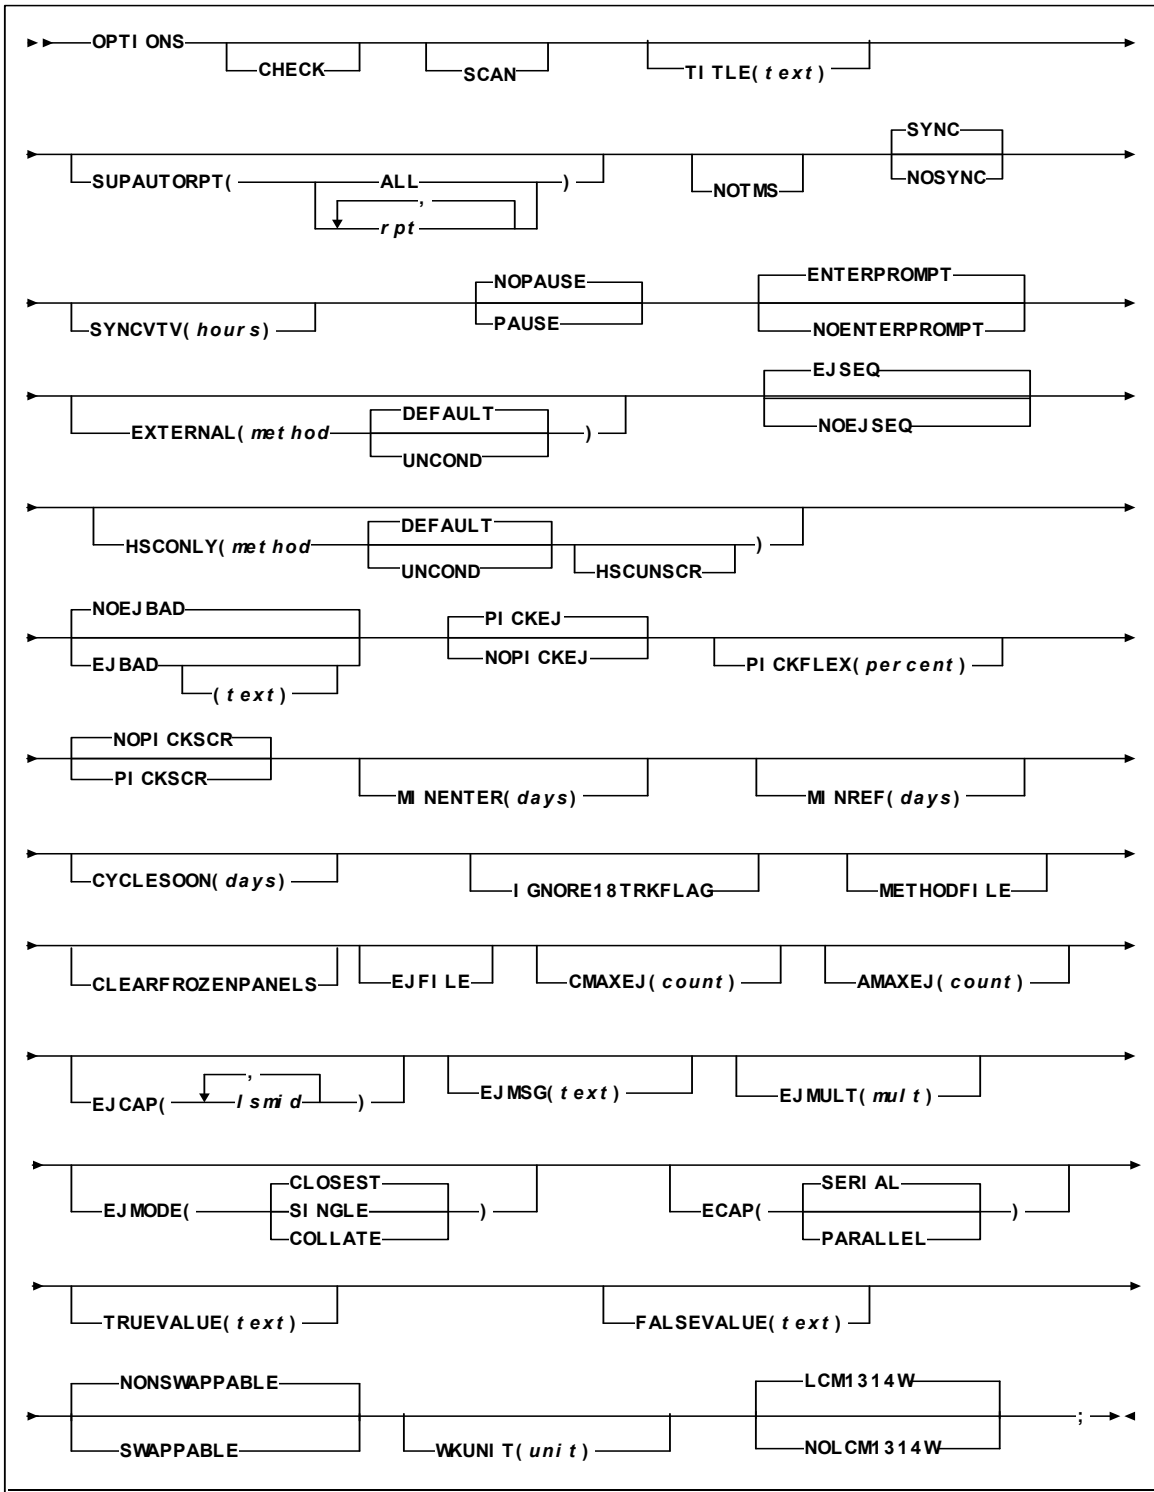 OPTIONS
CHECK
SCAN
TITLE(text)
SUPAUTORPT(
ALL
,
rpt
)
NOTMS
SYNC
NOSYNC
SYNCVTV(hours)
NOPAUSE
PAUSE
ENTERPROMPT
NOENTERPROMPT
EXTERNAL(method
DEFAULT
UNCOND
)
EJSEQ
NOEJSEQ
HSCONLY(method
DEFAULT
UNCOND
HSCUNSCR
)
NOEJBAD
EJBAD
(text)
PICKEJ
NOPICKEJ
PICKFLEX(percent)
NOPICKSCR
PICKSCR
MINENTER(days)
MINREF(days)
CYCLESOON(days)
IGNORE18TRKFLAG
METHODFILE
CLEARFROZENPANELS
EJFILE
CMAXEJ(count)
AMAXEJ(count)
EJCAP(
,
lsmid
)
EJMSG(text)
EJMULT(mult)
EJMODE(
CLOSEST
SINGLE
COLLATE
)
ECAP(
SERIAL
PARALLEL
)
TRUEVALUE(text)
FALSEVALUE(text)
NONSWAPPABLE
SWAPPABLE
WKUNIT(unit)
LCM1314W
NOLCM1314W
;